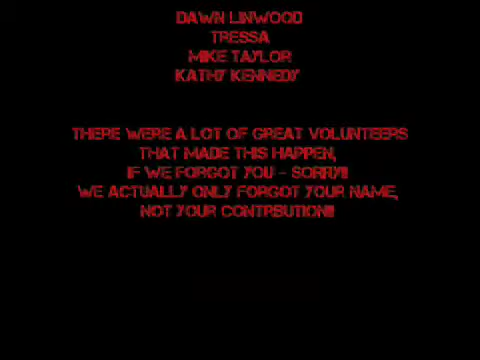 DAWN LINWOOD
TRESSA
MIKE TAYLOR
KATHY KENNEDY
THERE WERE A LOT OF GREAT VOLUNTEERS
THAT MADE THIS HAPPEN,
IF WE FORGOT YOU - SORRY!!
WE ACTUALLY ONLY FORGOT YOUR NAME,
NOT YOUR CONTRBUTION!!